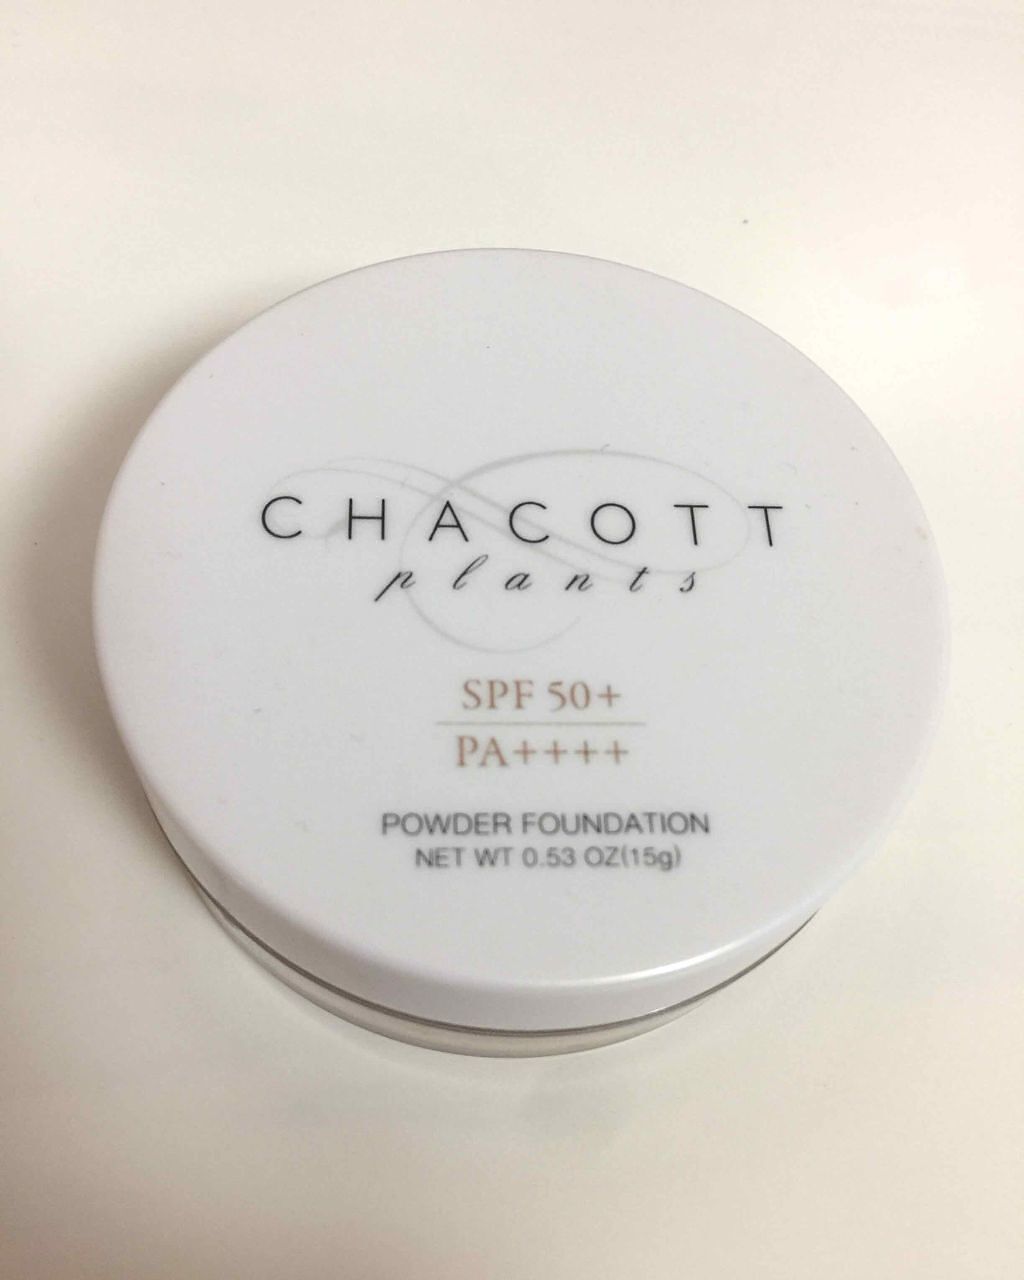 CHACOTT
plants
SPF 50+
PA++++
POWDER FOUNDATION
NET WT 0.53 OZ(15g)